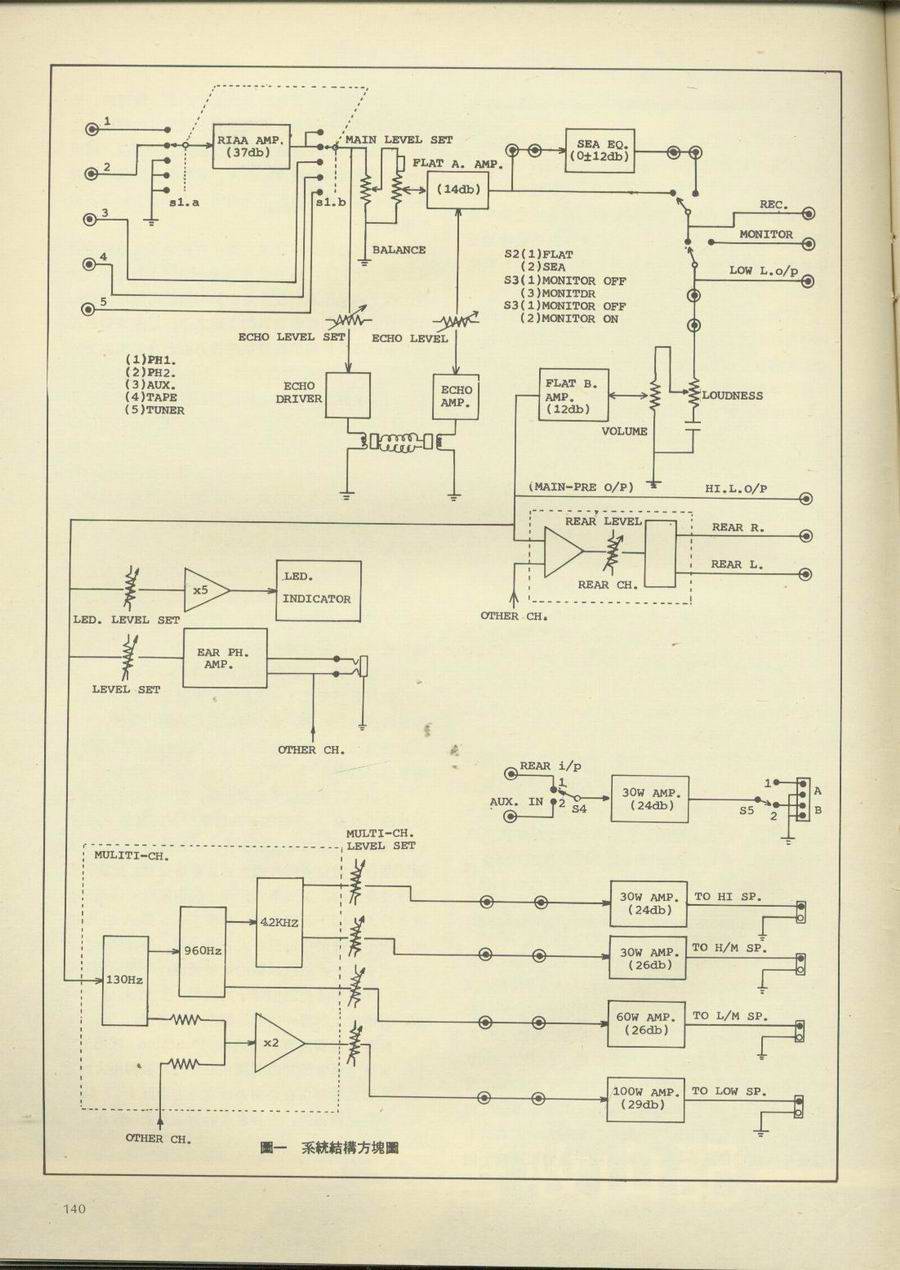 1
2
3
4
5
RIAA AMP.
(37db)
s1.a
s1.b
MAIN LEVEL SET
FLAT A. AMP.
(14db)
BALANCE
SEA EQ.
(0±12db)
REC.
MONITOR
LOW L.o/p
S2(1)FLAT
(2)SEA
S3(1)MONITOR OFF
(3)MONITDR
S3(1)MONITOR OFF
(2)MONITOR ON
ECHO LEVEL SET
ECHO LEVEL
(1)PH1.
(2)PH2.
(3)AUX.
(4)TAPE
(5)TUNER
ECHO
DRIVER
ECHO
AMP.
FLAT B.
AMP.
(12db)
VOLUME
LOUDNESS
(MAIN-PRE O/P)
HI.L.O/P
REAR LEVEL
REAR CH.
REAR R.
REAR L.
OTHER CH.
LED. LEVEL SET
x5
LED.
INDICATOR
LEVEL SET
EAR PH.
AMP.
OTHER CH.
REAR i/p
AUX. IN
1
2
S4
30W AMP.
(24db)
S5
1
2
A
B
MULITI-CH.
MULTI-CH.
LEVEL SET
130Hz
960Hz
42KHz
x2
OTHER CH.
30W AMP.
(24db)
TO HI SP.
30W AMP.
(26db)
TO H/M SP.
60W AMP.
(26db)
TO L/M SP.
100W AMP.
(29db)
TO LOW SP.
圖一 系統結構方塊圖
140